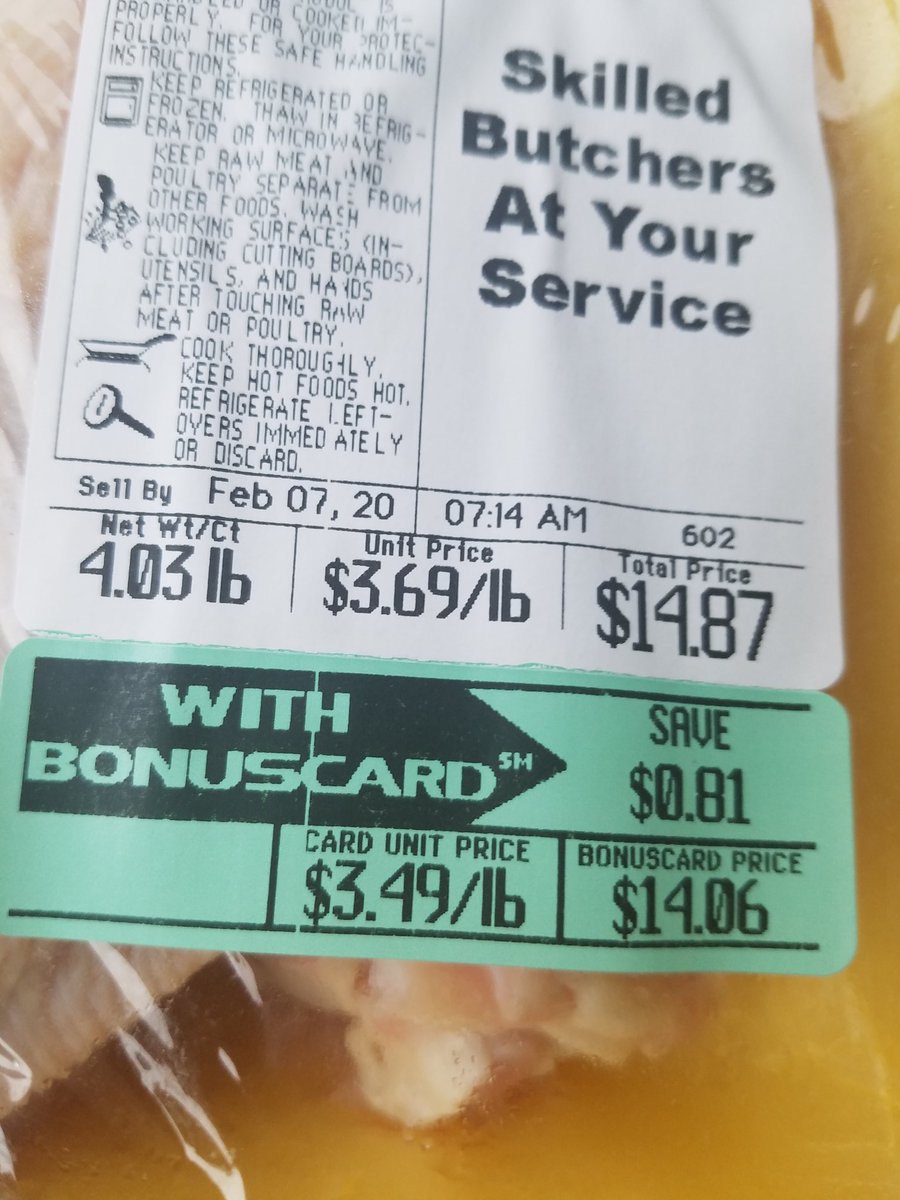 PROPERLY. FOR YOUR PROTEC-
FOLLOW THESE SAFE HANDLING
INSTRUCTIONS.
KEEP REFRIGERATED OR
FROZEN. THAW IN REFRIG-
ERATOR OR MICROWAVE.
KEEP RAW MEAT AND
POULTRY SEPARATE FROM
OTHER FOODS. WASH
WORKING SURFACES (IN-
CLUDING CUTTING BOARDS),
UTENSILS, AND HANDS
AFTER TOUCHING RAW
MEAT OR POULTRY.
COOK THOROUGHLY.
KEEP HOT FOODS HOT.
REFRIGERATE LEFT-
OVERS IMMEDIATELY
OR DISCARD.
Skilled
Butchers
At Your
Service
Sell By Feb 07, 20 07:14 AM 602
Net Wt/Ct Unit Price Total Price
4.03 lb $3.69/lb $14.87
WITH
BONUSCARD SM
SAVE
$0.81
CARD UNIT PRICE BONUSCARD PRICE
$3.49/lb $14.06